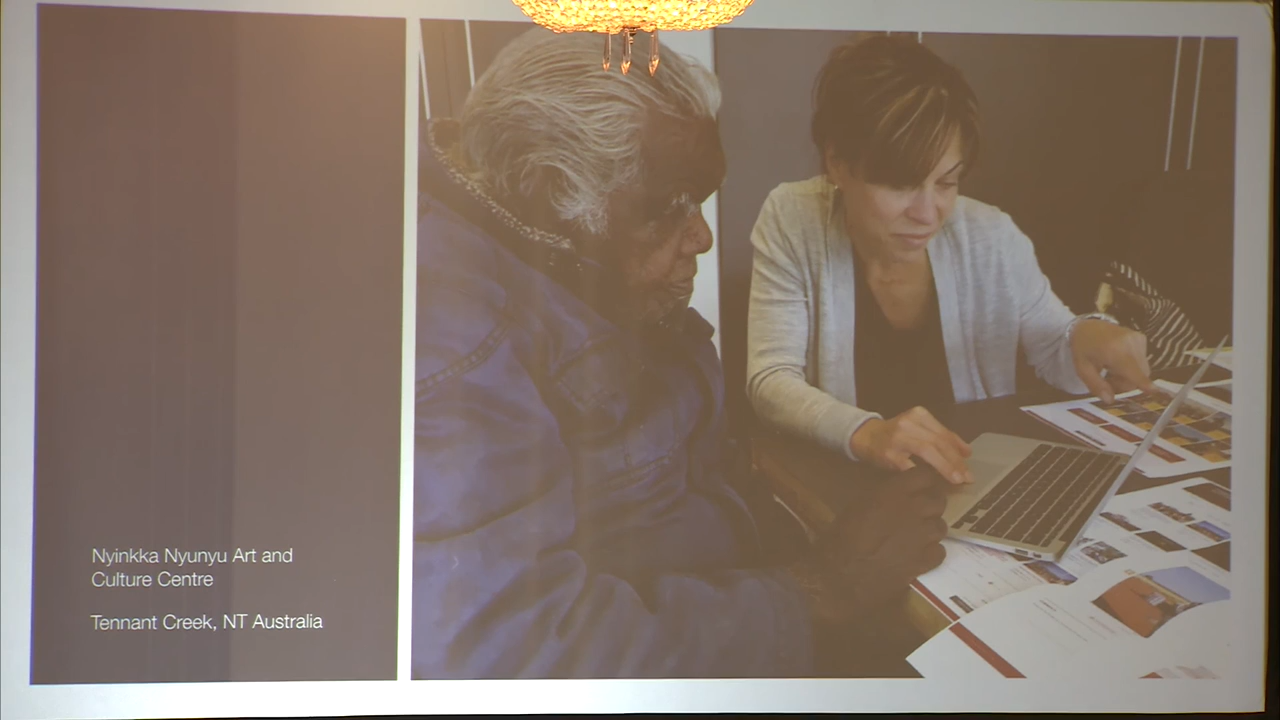 Nyinkka Nyunyu Art and
Culture Centre
Tennant Creek, NT Australia